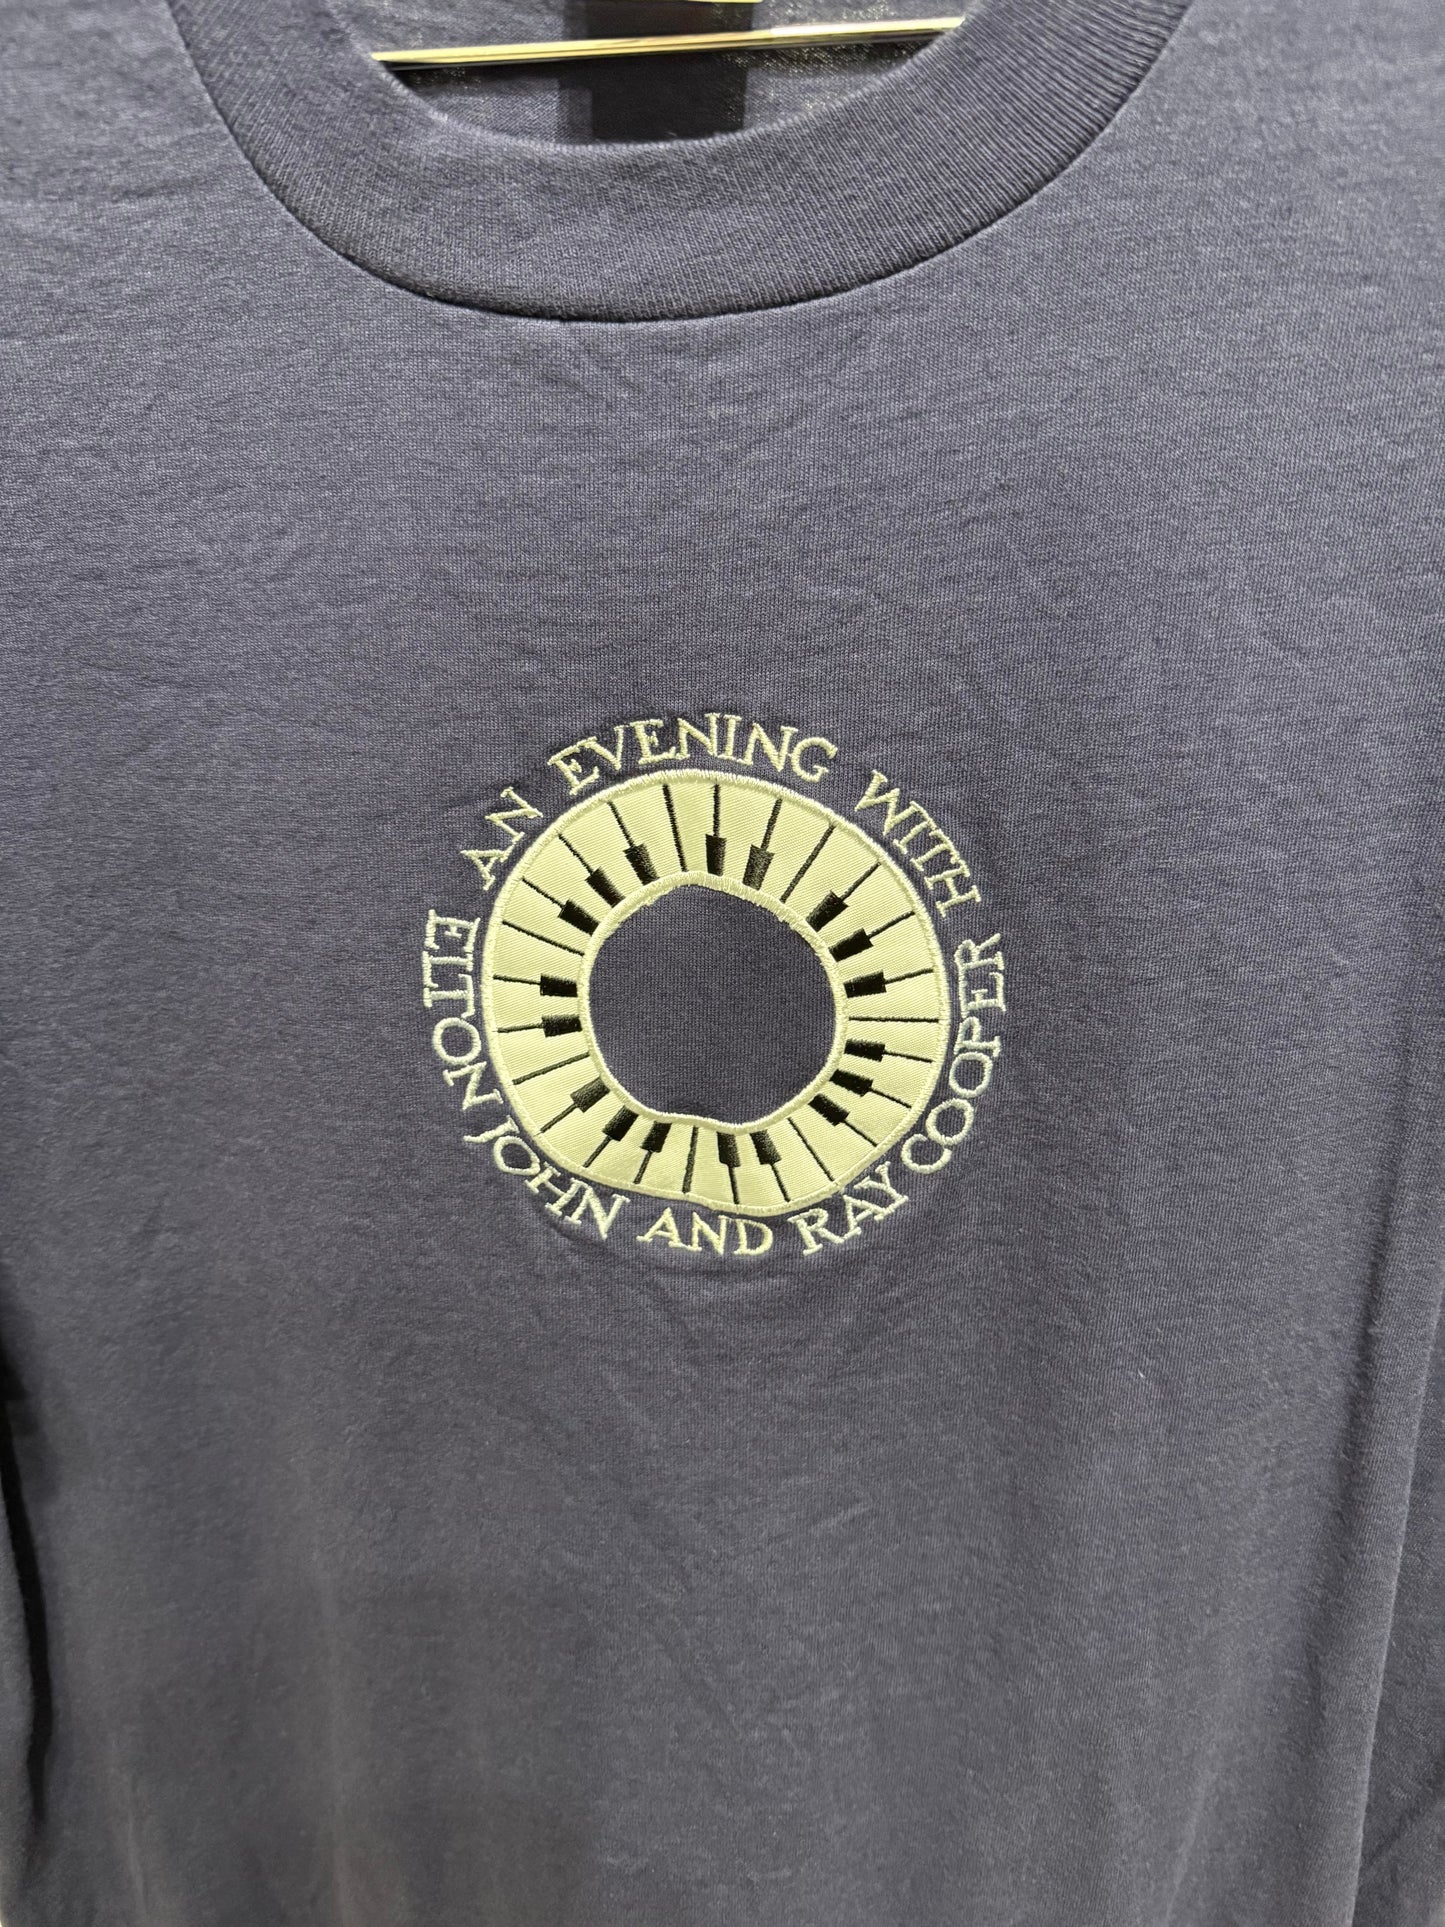 AN EVENING WITH
ELTON JOHN AND RAY COOPER